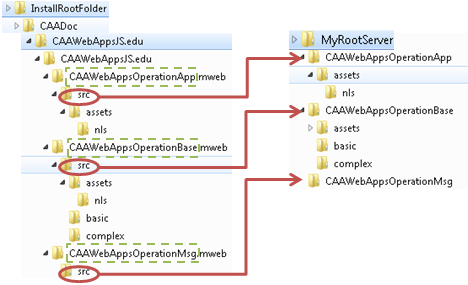 InstallRootFolder
CAADoc
CAAWebAppsJS.edu
CAAWebAppsJS.edu
CAAWebAppsOperationApp.mweb
src
assets
nls
CAAWebAppsOperationBase.mweb
src
assets
nls
basic
complex
CAAWebAppsOperationMsg.mweb
src
MyRootServer
CAAWebAppsOperationApp
assets
nls
CAAWebAppsOperationBase
assets
basic
complex
CAAWebAppsOperationMsg